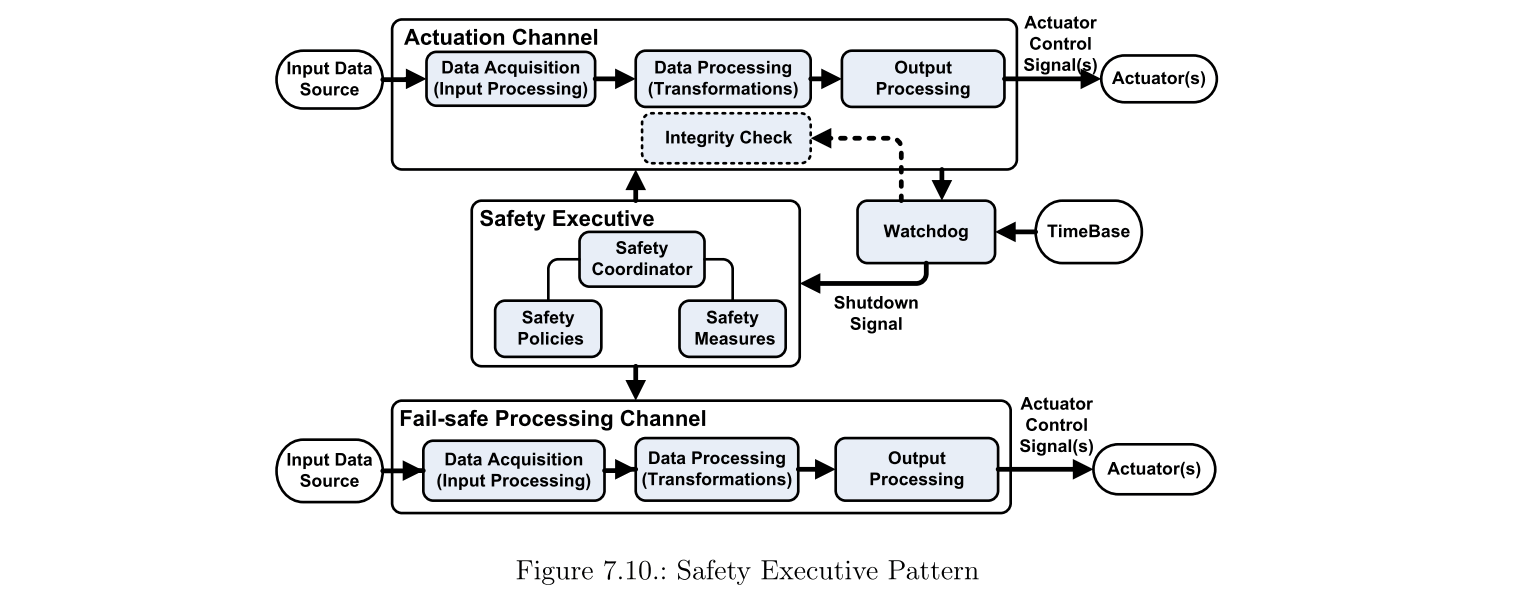 Actuation Channel
Input Data
Source
Data Acquisition
(Input Processing)
Data Processing
(Transformations)
Output
Processing
Actuator
Control
Signal(s)
Actuator(s)
Integrity Check
Safety Executive
Safety
Coordinator
Safety
Policies
Safety
Measures
Watchdog
TimeBase
Shutdown
Signal
Fail-safe Processing Channel
Input Data
Source
Data Acquisition
(Input Processing)
Data Processing
(Transformations)
Output
Processing
Actuator
Control
Signal(s)
Actuator(s)
Figure 7.10.: Safety Executive Pattern